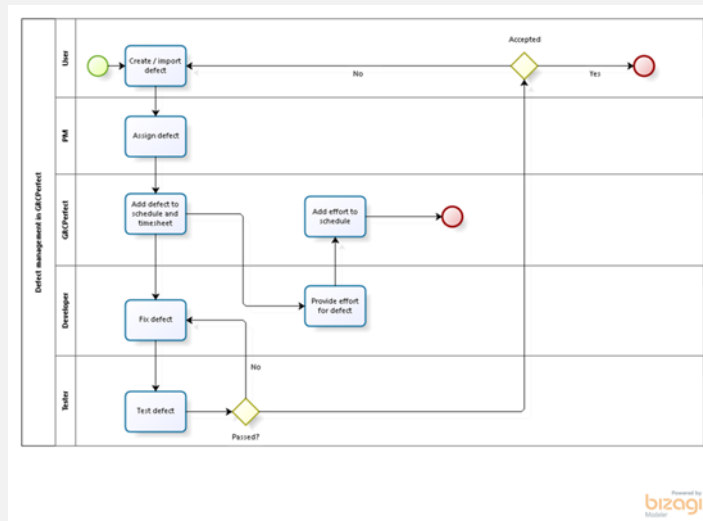 Defect management in GRCPerfect
User
Create / import
defect
Accepted
No
Yes
PM
Assign defect
GRCPerfect
Add defect to
schedule and
timesheet
Add effort to
schedule
Developer
Fix defect
Provide effort
for defect
No
Tester
Test defect
Passed?
Powered by
bizagi
Modeler